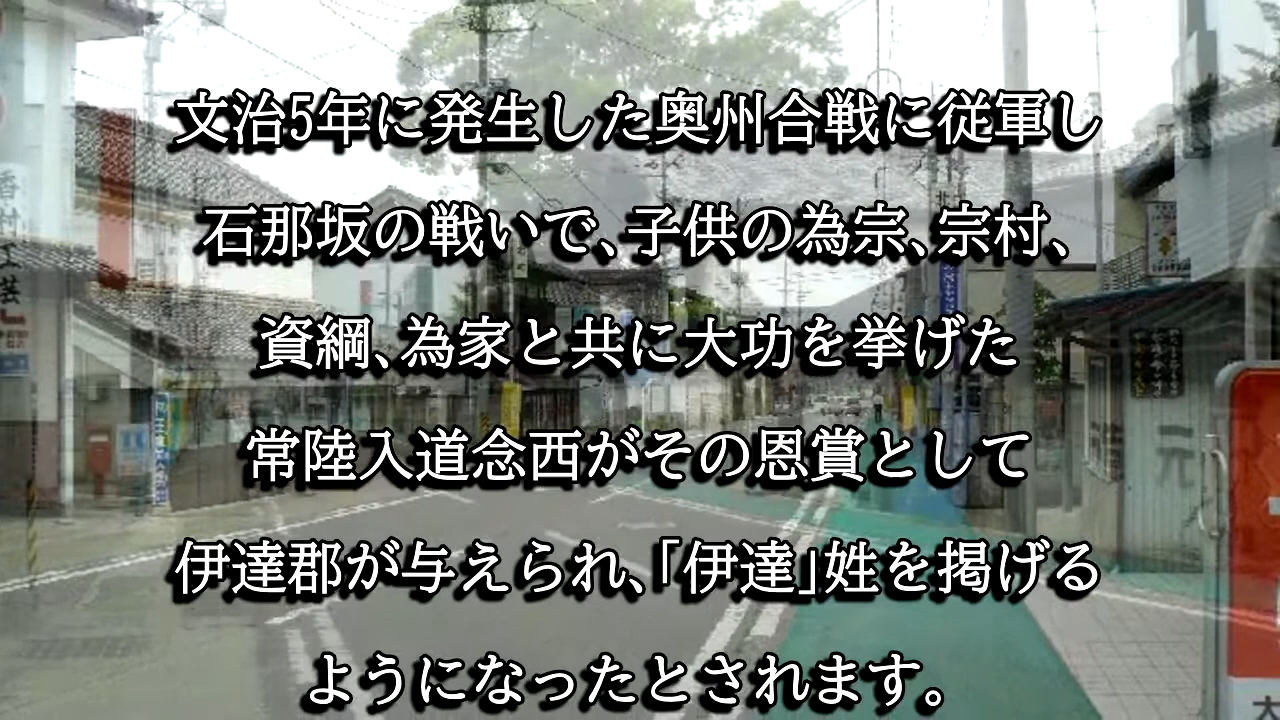 文治5年に発生した奥州合戦に従軍し
石那坂の戦いで、子供の為宗、宗村、
資綱、為家と共に大功を挙げた
常陸入道念西がその恩賞として
伊達郡が与えられ、「伊達」姓を掲げる
ようになったとされます。